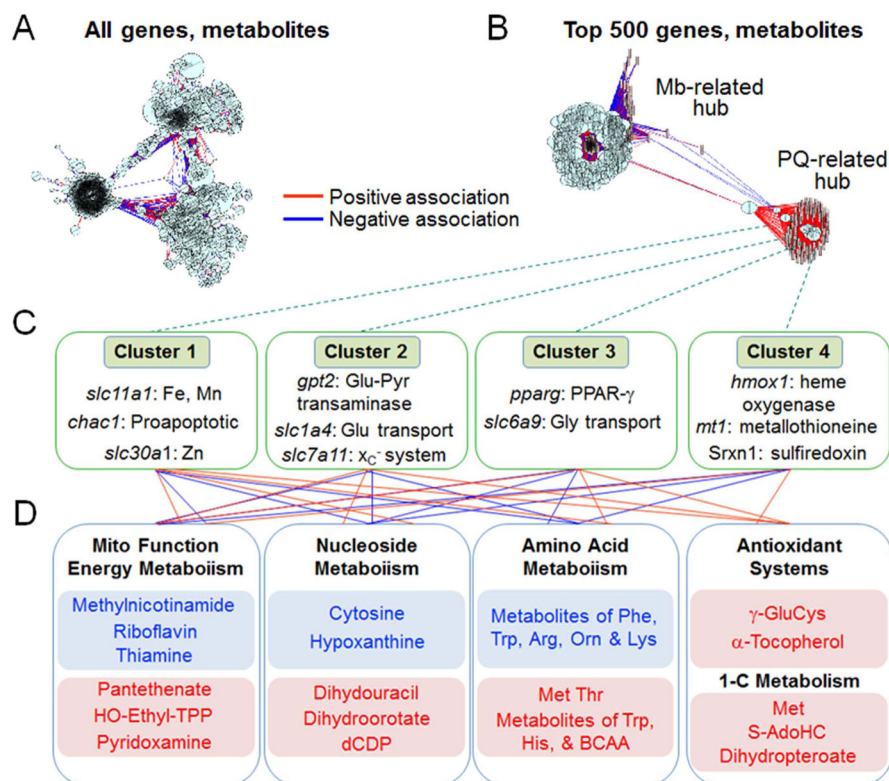 A
All genes, metabolites
B
Top 500 genes, metabolites
Mb-related
hub
PQ-related
hub
Positive association
Negative association
C
Cluster 1
slc11a1: Fe, Mn
chac1: Proapoptotic
slc30a1: Zn
Cluster 2
gpt2: Glu-Pyr
transaminase
slc1a4: Glu transport
slc7a11: xC- system
Cluster 3
pparg: PPAR-γ
slc6a9: Gly transport
Cluster 4
hmox1: heme
oxygenase
mt1: metallothioneine
Srxn1: sulfiredoxin
D
Mito Function
Energy Metaboiism
Methylnicotinamide
Riboflavin
Thiamine
Pantethenate
HO-Ethyl-TPP
Pyridoxamine
Nucleoside
Metaboiism
Cytosine
Hypoxanthine
Dihydouracil
Dihydroorotate
dCDP
Amino Acid
Metaboiism
Metabolites of Phe,
Trp, Arg, Orn & Lys
Met Thr
Metabolites of Trp,
His, & BCAA
Antioxidant
Systems
γ-GluCys
α-Tocopherol
1-C Metabolism
Met
S-AdoHC
Dihydropteroate